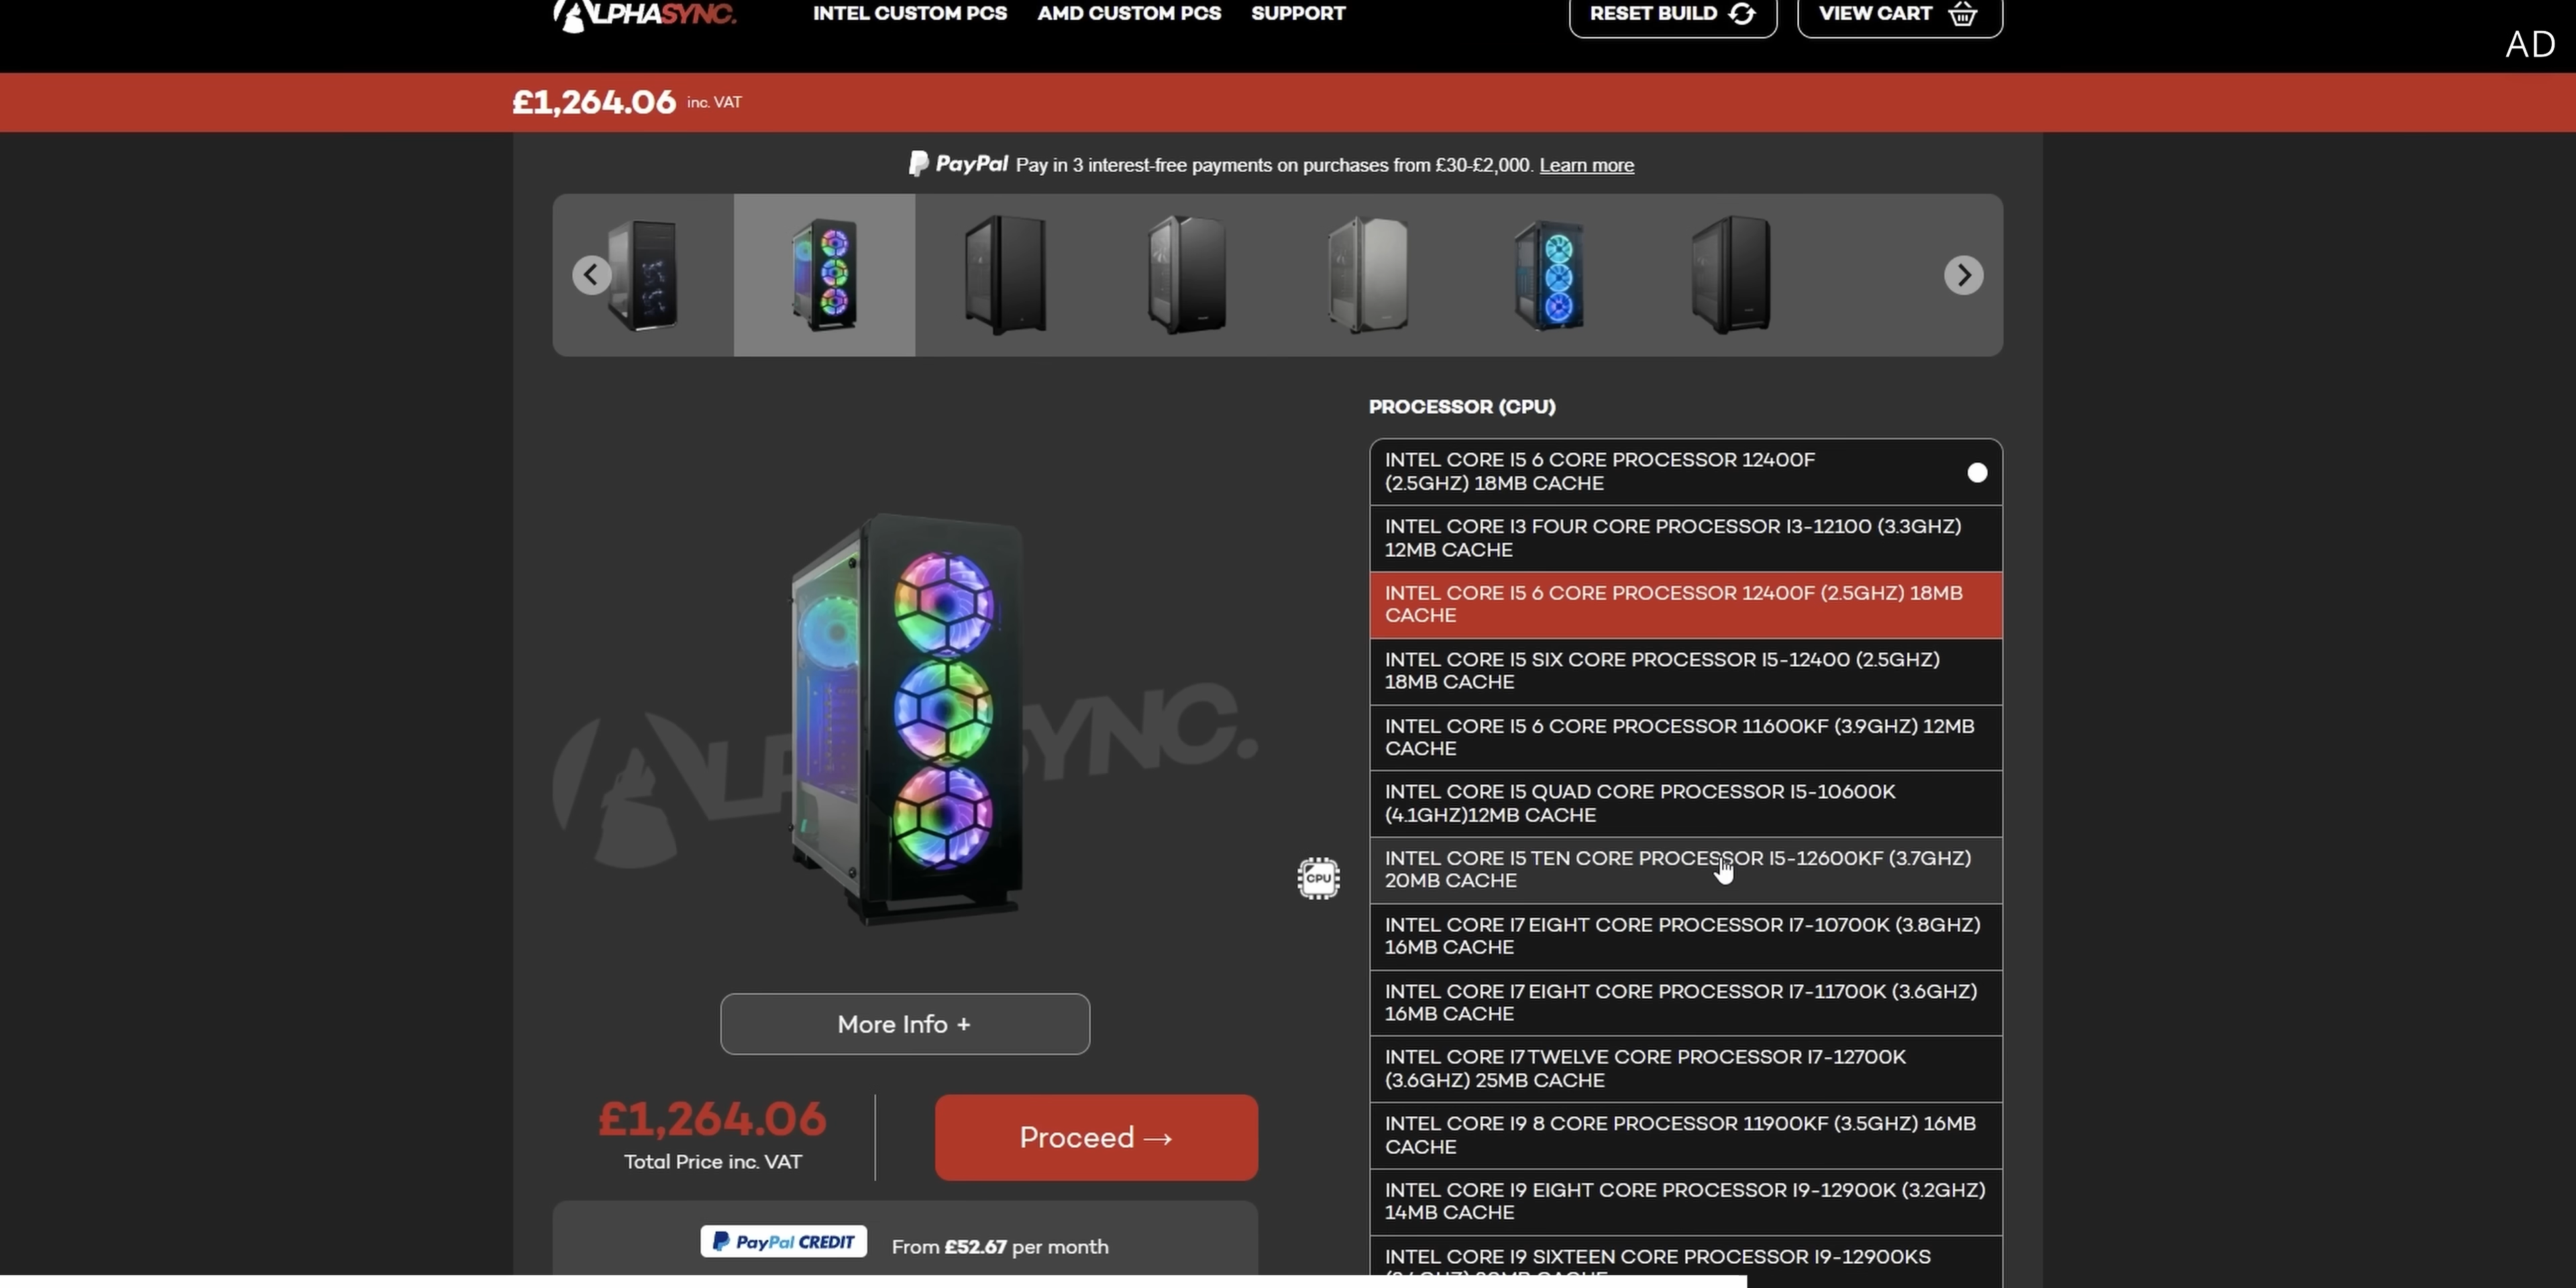 ALPHASYNC.
INTEL CUSTOM PCS
AMD CUSTOM PCS
SUPPORT
RESET BUILD
VIEW CART
AD
£1,264.06 inc. VAT
PayPal Pay in 3 interest-free payments on purchases from £30-£2,000. Learn more
PROCESSOR (CPU)
INTEL CORE I5 6 CORE PROCESSOR 12400F
(2.5GHZ) 18MB CACHE
INTEL CORE I3 FOUR CORE PROCESSOR I3-12100 (3.3GHZ)
12MB CACHE
INTEL CORE I5 6 CORE PROCESSOR 12400F (2.5GHZ) 18MB
CACHE
INTEL CORE I5 SIX CORE PROCESSOR I5-12400 (2.5GHZ)
18MB CACHE
INTEL CORE I5 6 CORE PROCESSOR 11600KF (3.9GHZ) 12MB
CACHE
INTEL CORE I5 QUAD CORE PROCESSOR I5-10600K
(4.1GHZ)12MB CACHE
INTEL CORE I5 TEN CORE PROCESSOR I5-12600KF (3.7GHZ)
20MB CACHE
INTEL CORE I7 EIGHT CORE PROCESSOR I7-10700K (3.8GHZ)
16MB CACHE
INTEL CORE I7 EIGHT CORE PROCESSOR I7-11700K (3.6GHZ)
16MB CACHE
INTEL CORE I7 TWELVE CORE PROCESSOR I7-12700K
(3.6GHZ) 25MB CACHE
INTEL CORE I9 8 CORE PROCESSOR 11900KF (3.5GHZ) 16MB
CACHE
INTEL CORE I9 EIGHT CORE PROCESSOR I9-12900K (3.2GHZ)
14MB CACHE
INTEL CORE I9 SIXTEEN CORE PROCESSOR I9-12900KS
CPU
ALP SYNC.
More Info +
£1,264.06
Total Price inc. VAT
Proceed →
PayPal CREDIT From £52.67 per month